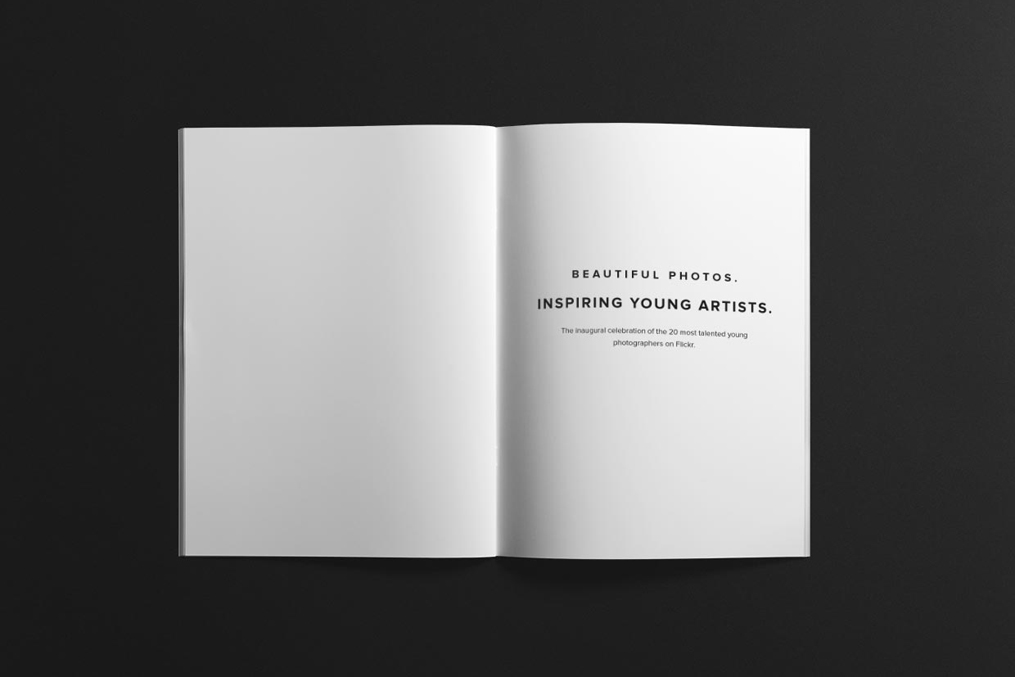 BEAUTIFUL PHOTOS.
INSPIRING YOUNG ARTISTS.
The inaugural celebration of the 20 most talented young
photographers on Flickr.